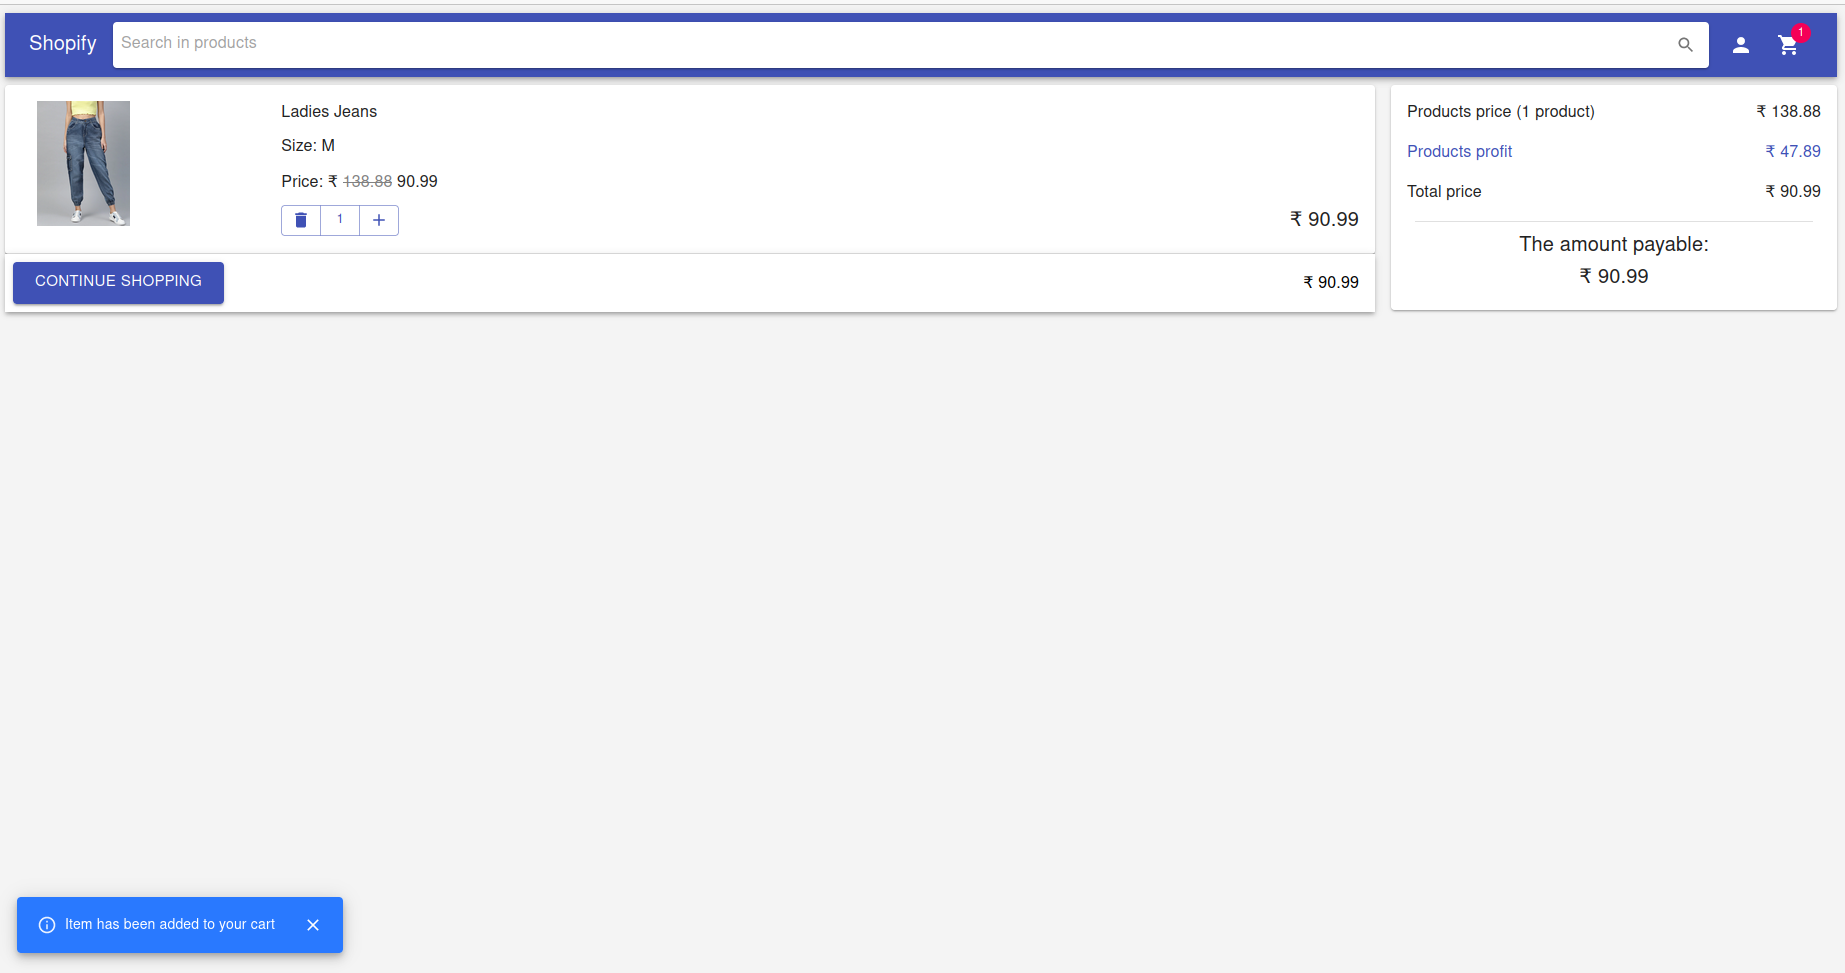 Shopify
Search in products
1
Ladies Jeans
Size: M
Price: ₹ 138.88 90.99
1
₹ 90.99
CONTINUE SHOPPING
₹ 90.99
Products price (1 product) ₹ 138.88
Products profit ₹ 47.89
Total price ₹ 90.99
The amount payable:
₹ 90.99
Item has been added to your cart